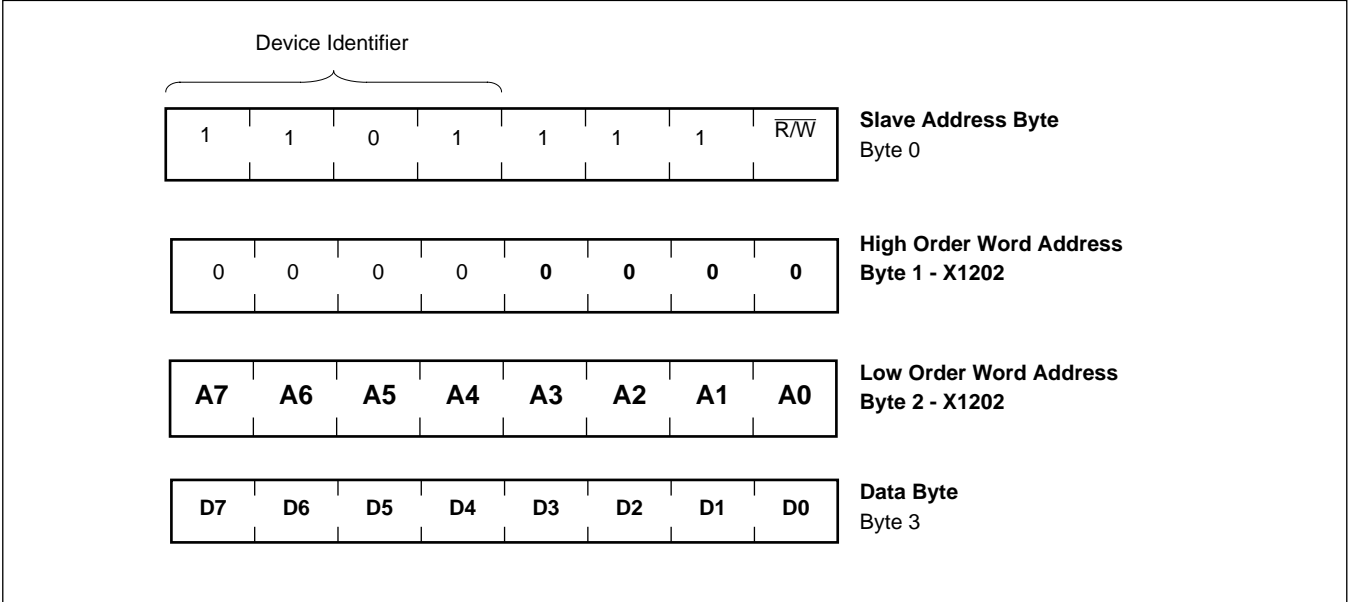 Device Identifier
1 1 0 1 1 1 1 R/W
Slave Address Byte
Byte 0
0 0 0 0 0 0 0 0
High Order Word Address
Byte 1 - X1202
A7 A6 A5 A4 A3 A2 A1 A0
Low Order Word Address
Byte 2 - X1202
D7 D6 D5 D4 D3 D2 D1 D0
Data Byte
Byte 3